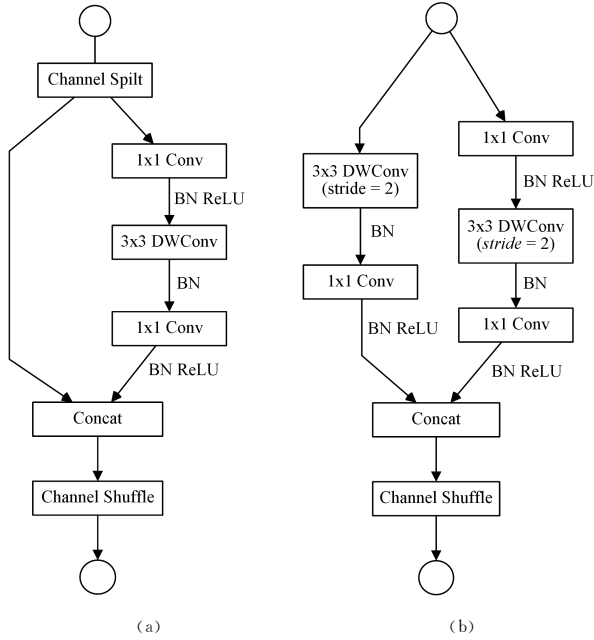 Channel Spilt
1x1 Conv
BN ReLU
3x3 DWConv
BN
1x1 Conv
BN ReLU
Concat
Channel Shuffle
(a)
3x3 DWConv
(stride = 2)
BN
1x1 Conv
BN ReLU
1x1 Conv
BN ReLU
3x3 DWConv
(stride = 2)
BN
1x1 Conv
BN ReLU
Concat
Channel Shuffle
(b)